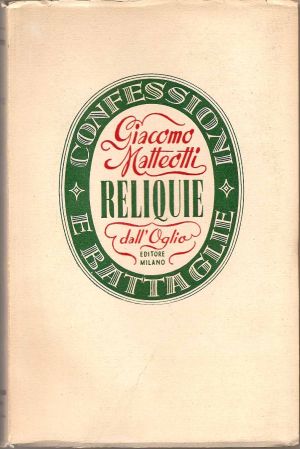 CONFESSIONI
Giacomo
Matteotti
RELIQUIE
dall'Oglio
EDITORE
MILANO
E BATTAGLIE